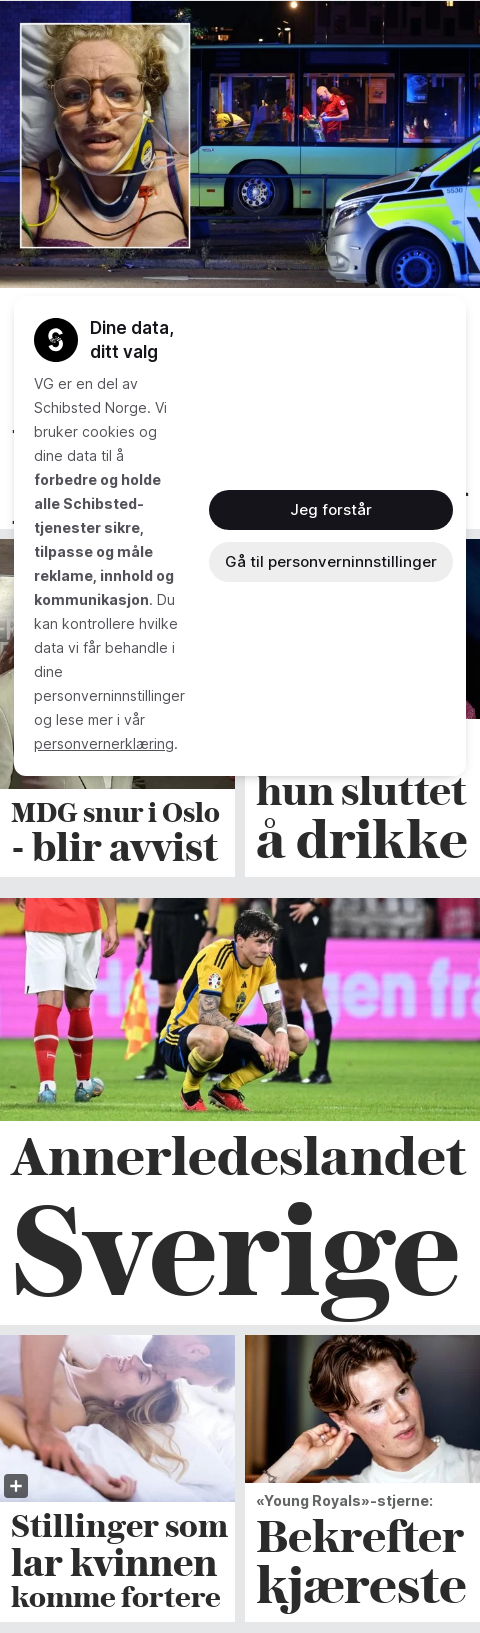 Dine data,
ditt valg
VG er en del av
Schibsted Norge. Vi
bruker cookies og
dine data til å
forbedre og holde
alle Schibsted-
tjenester sikre,
tilpasse og måle
reklame, innhold og
kommunikasjon. Du
kan kontrollere hvilke
data vi får behandle i
dine
personverninnstillinger
og lese mer i vår
personvernerklæring.
Jeg forstår
Gå til personverninnstillinger
MDG snur i Oslo
- blir avvist
hun sluttet
å drikke
Annerledeslandet
Sverige
Stillinger som
lar kvinnen
komme fortere
«Young Royals»-stjerne:
Bekrefter
kjæreste